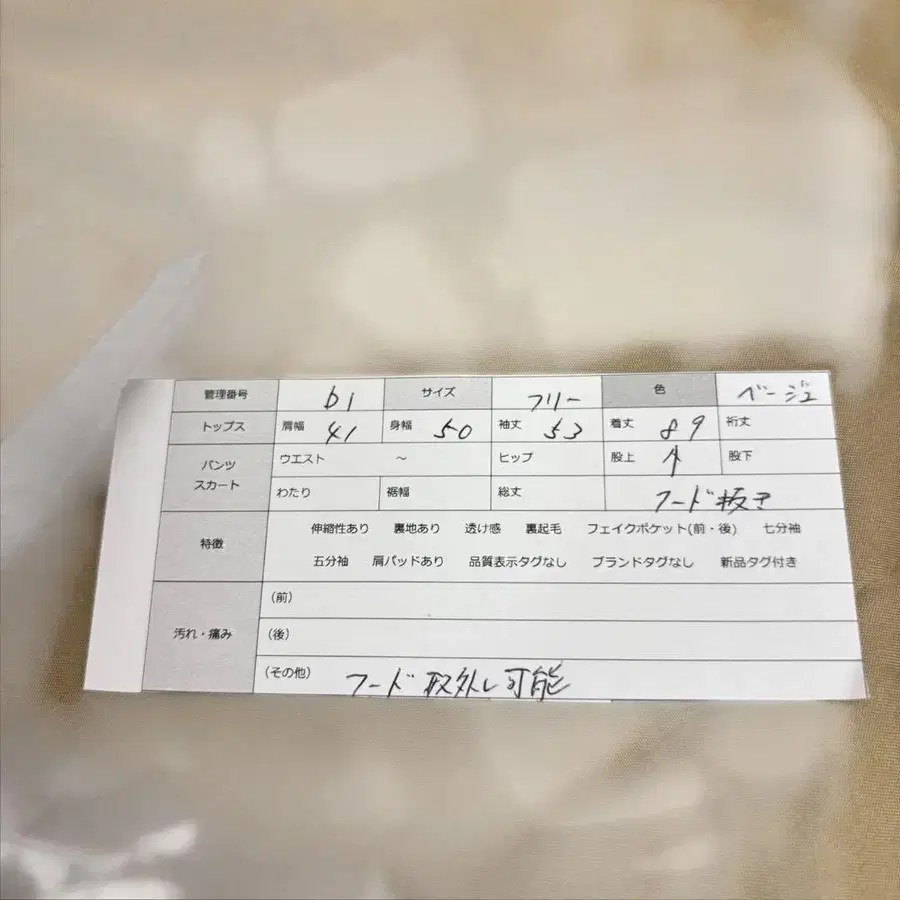 管理番号 b1 サイズ フリー 色 ベージュ
トップス 肩幅 41 身幅 50 袖丈 53 着丈 89 裄丈
パンツ スカート ウエスト ～ ヒップ 股上 ↑ 股下
わたり 裾幅 総丈 フード抜き
特徴 伸縮性あり 裏地あり 透け感 裏起毛 フェイクポケット(前・後) 七分袖
五分袖 肩パッドあり 品質表示タグなし ブランドタグなし 新品タグ付き
汚れ・痛み (前)
(後)
(その他) フード取外し可能